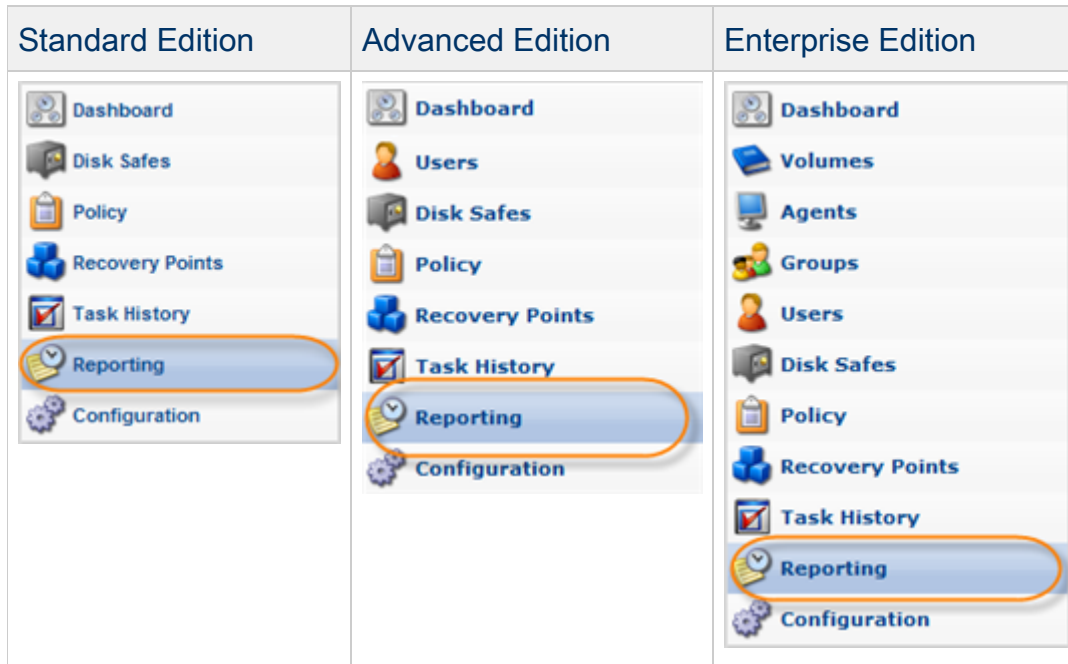 Standard Edition
Advanced Edition
Enterprise Edition
Dashboard
Disk Safes
Policy
Recovery Points
Task History
Reporting
Configuration
Dashboard
Users
Disk Safes
Policy
Recovery Points
Task History
Reporting
Configuration
Dashboard
Volumes
Agents
Groups
Users
Disk Safes
Policy
Recovery Points
Task History
Reporting
Configuration